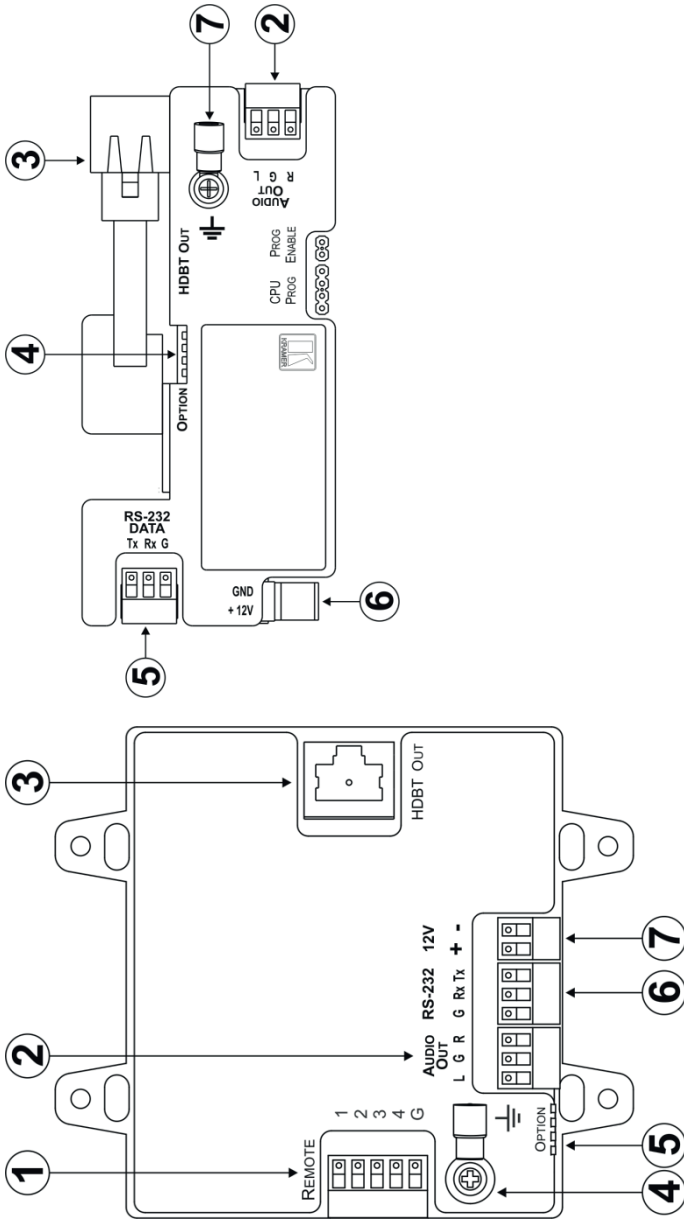 7
2
3
4
HDBT OUT
AUDIO
OUT
R G L
OPTION
CPU
PROG
PROG
ENABLE
KRAMER
RS-232
DATA
Tx Rx G
GND
+ 12V
5
6
3
HDBT OUT
2
1
REMOTE
1
2
3
4
G
AUDIO
OUT
L G R
RS-232
G Rx Tx
12V
+ -
OPTION
4
5
6
7